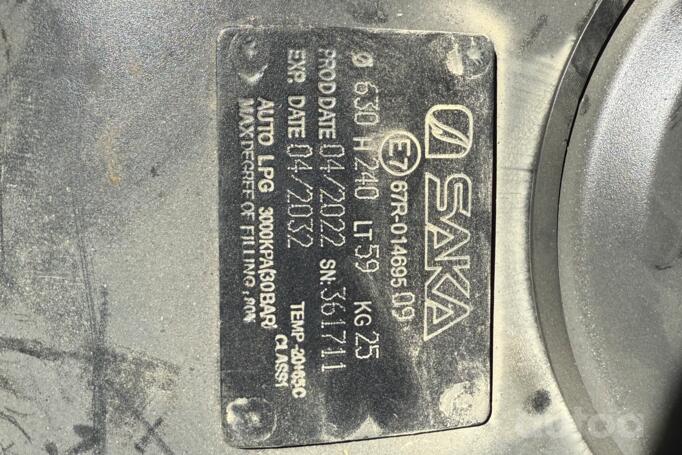 SAKA
E7 67R-014695 09
Ø 630 H 240 LT 59 KG 25
PROD DATE 04/2022 SN: 361711
EXP DATE 04/2032
AUTO LPG 3000KPA(30BAR) TEMP -20+65C
MAX DEGREE OF FILLING, 80% CLASS1
autoo